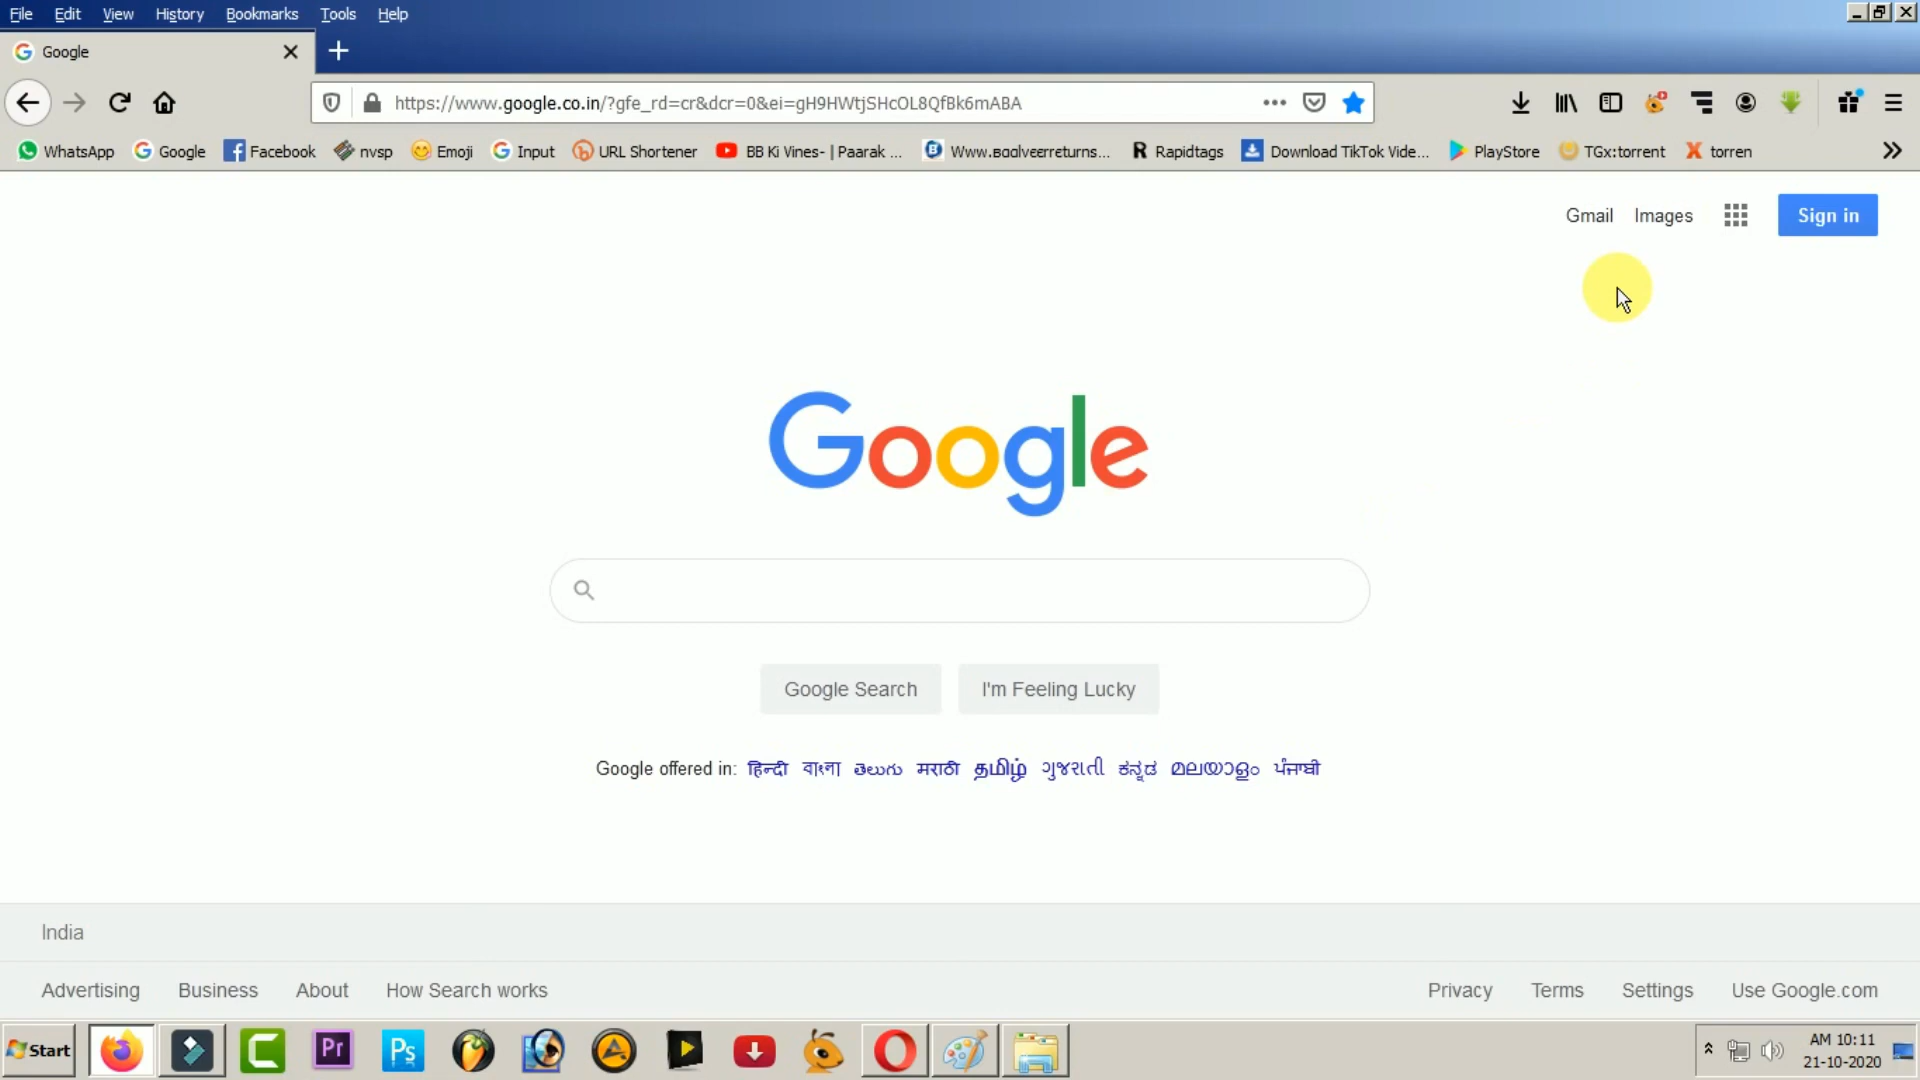 File Edit View History Bookmarks Tools Help
Google
https://www.google.co.in/?gfe_rd=cr&dcr=0&ei=gH9HWtjSHcOL8QfBk6mABA
WhatsApp Google Facebook nvsp Emoji Input URL Shortener BB Ki Vines- | Paarak ... Www.Baalveerreturns... Rapidtags Download TikTok Vide... PlayStore TGx:torrent torren
Gmail Images Sign in
Google
Google Search I'm Feeling Lucky
Google offered in: हिन्दी বাংলা తెలుగు मराठी தமிழ் ગુજરાતી ಕನ್ನಡ മലയാളം ਪੰਜਾਬੀ
India
Advertising Business About How Search works Privacy Terms Settings Use Google.com
Start Pr Ps AM 10:11
21-10-2020